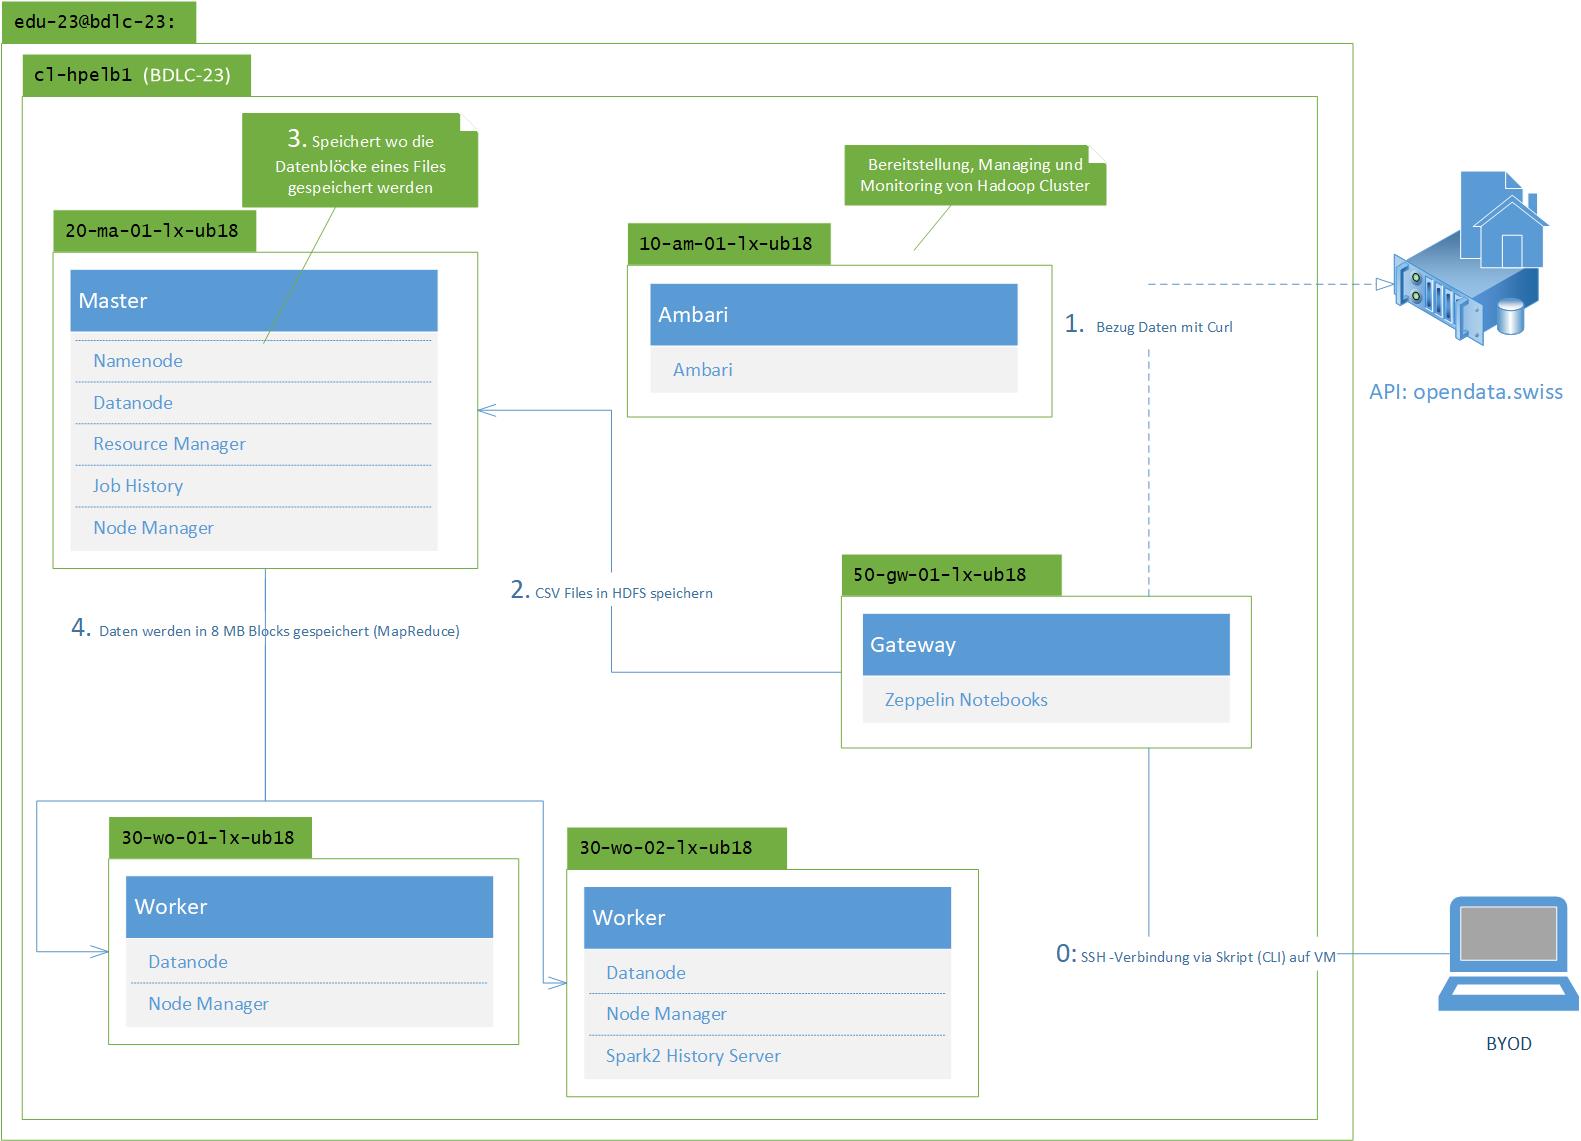 edu-23@bdlc-23:
cl-hpelb1 (BDLC-23)
3. Speichert wo die
Datenblöcke eines Files
gespeichert werden
Bereitstellung, Managing und
Monitoring von Hadoop Cluster
20-ma-01-lx-ub18
Master
Namenode
Datanode
Resource Manager
Job History
Node Manager
10-am-01-lx-ub18
Ambari
Ambari
1. Bezug Daten mit Curl
API: opendata.swiss
2. CSV Files in HDFS speichern
4. Daten werden in 8 MB Blocks gespeichert (MapReduce)
50-gw-01-lx-ub18
Gateway
Zeppelin Notebooks
30-wo-01-lx-ub18
Worker
Datanode
Node Manager
30-wo-02-lx-ub18
Worker
Datanode
Node Manager
Spark2 History Server
0: SSH -Verbindung via Skript (CLI) auf VM
BYOD